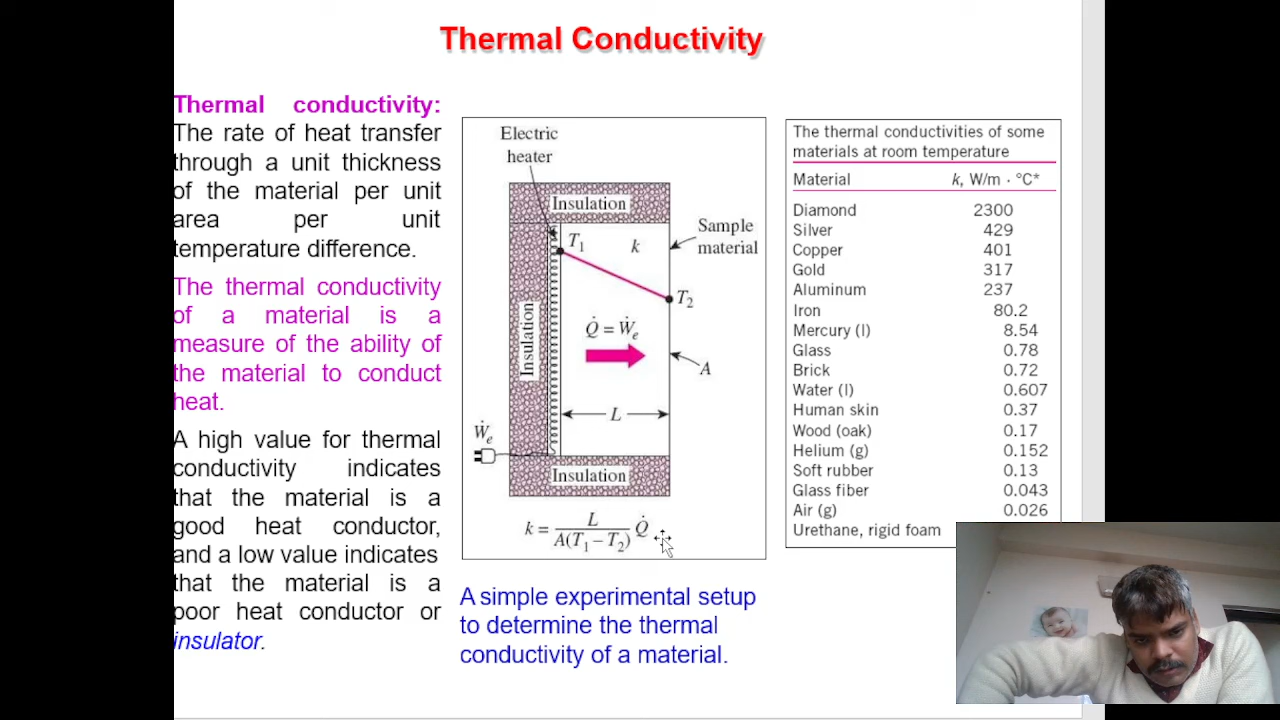 Thermal Conductivity
Thermal conductivity:
The rate of heat transfer
through a unit thickness
of the material per unit
area per unit
temperature difference.
The thermal conductivity
of a material is a
measure of the ability of
the material to conduct
heat.
A high value for thermal
conductivity indicates
that the material is a
good heat conductor,
and a low value indicates
that the material is a
poor heat conductor or
insulator.
Electric
heater
Insulation
T₁
k
Sample
material
T₂
Insulation
Q̇ = Ẇₑ
A
L
Ẇₑ
Insulation
k = L / A(T₁ – T₂) Q̇
A simple experimental setup
to determine the thermal
conductivity of a material.
The thermal conductivities of some
materials at room temperature
Material k, W/m · °C*
Diamond 2300
Silver 429
Copper 401
Gold 317
Aluminum 237
Iron 80.2
Mercury (l) 8.54
Glass 0.78
Brick 0.72
Water (l) 0.607
Human skin 0.37
Wood (oak) 0.17
Helium (g) 0.152
Soft rubber 0.13
Glass fiber 0.043
Air (g) 0.026
Urethane, rigid foam